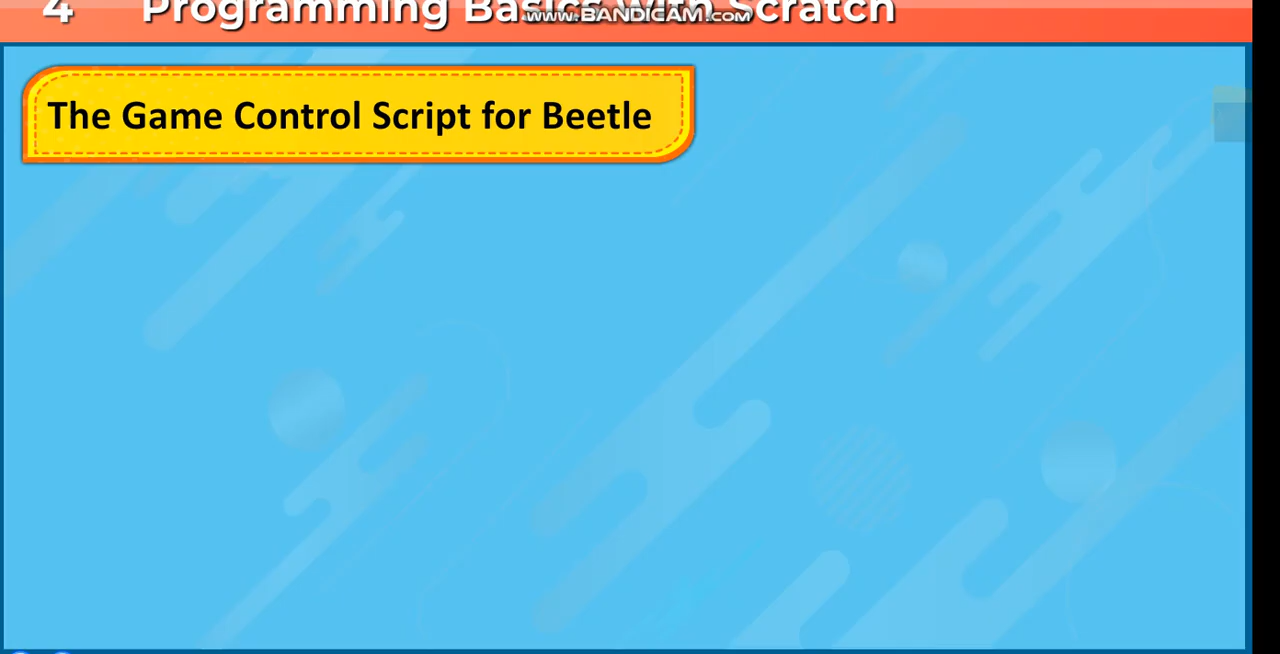 4 Programming Basics With Scratch
www.BANDICAM.com
The Game Control Script for Beetle